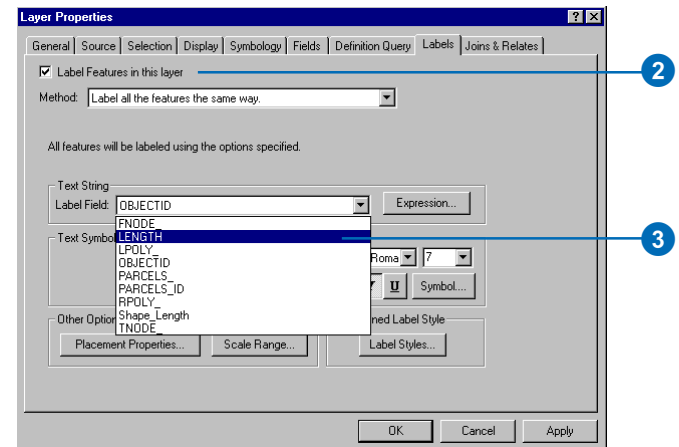 Layer Properties
General Source Selection Display Symbology Fields Definition Query Labels Joins & Relates
Label Features in this layer
2
Method: Label all the features the same way.
All features will be labeled using the options specified.
Text String
Label Field: OBJECTID Expression...
FNODE_
Text Symbo LENGTH
3
LPOLY_
OBJECTID
Roma 7
PARCELS_
PARCELS_ID
U Symbol....
RPOLY_
Other Option Shape_Length ned Label Style
TNODE_
Placement Properties... Scale Range... Label Styles...
OK Cancel Apply